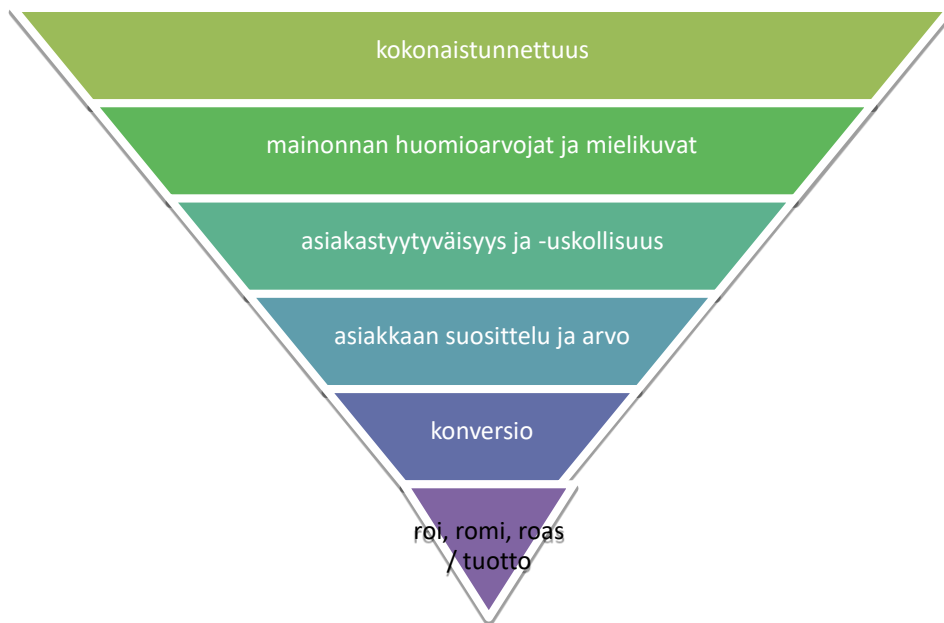 kokonaistunnettuus
mainonnan huomioarvojat ja mielikuvat
asiakastyytyväisyys ja -uskollisuus
asiakkaan suosittelu ja arvo
konversio
roi, romi, roas
/ tuotto